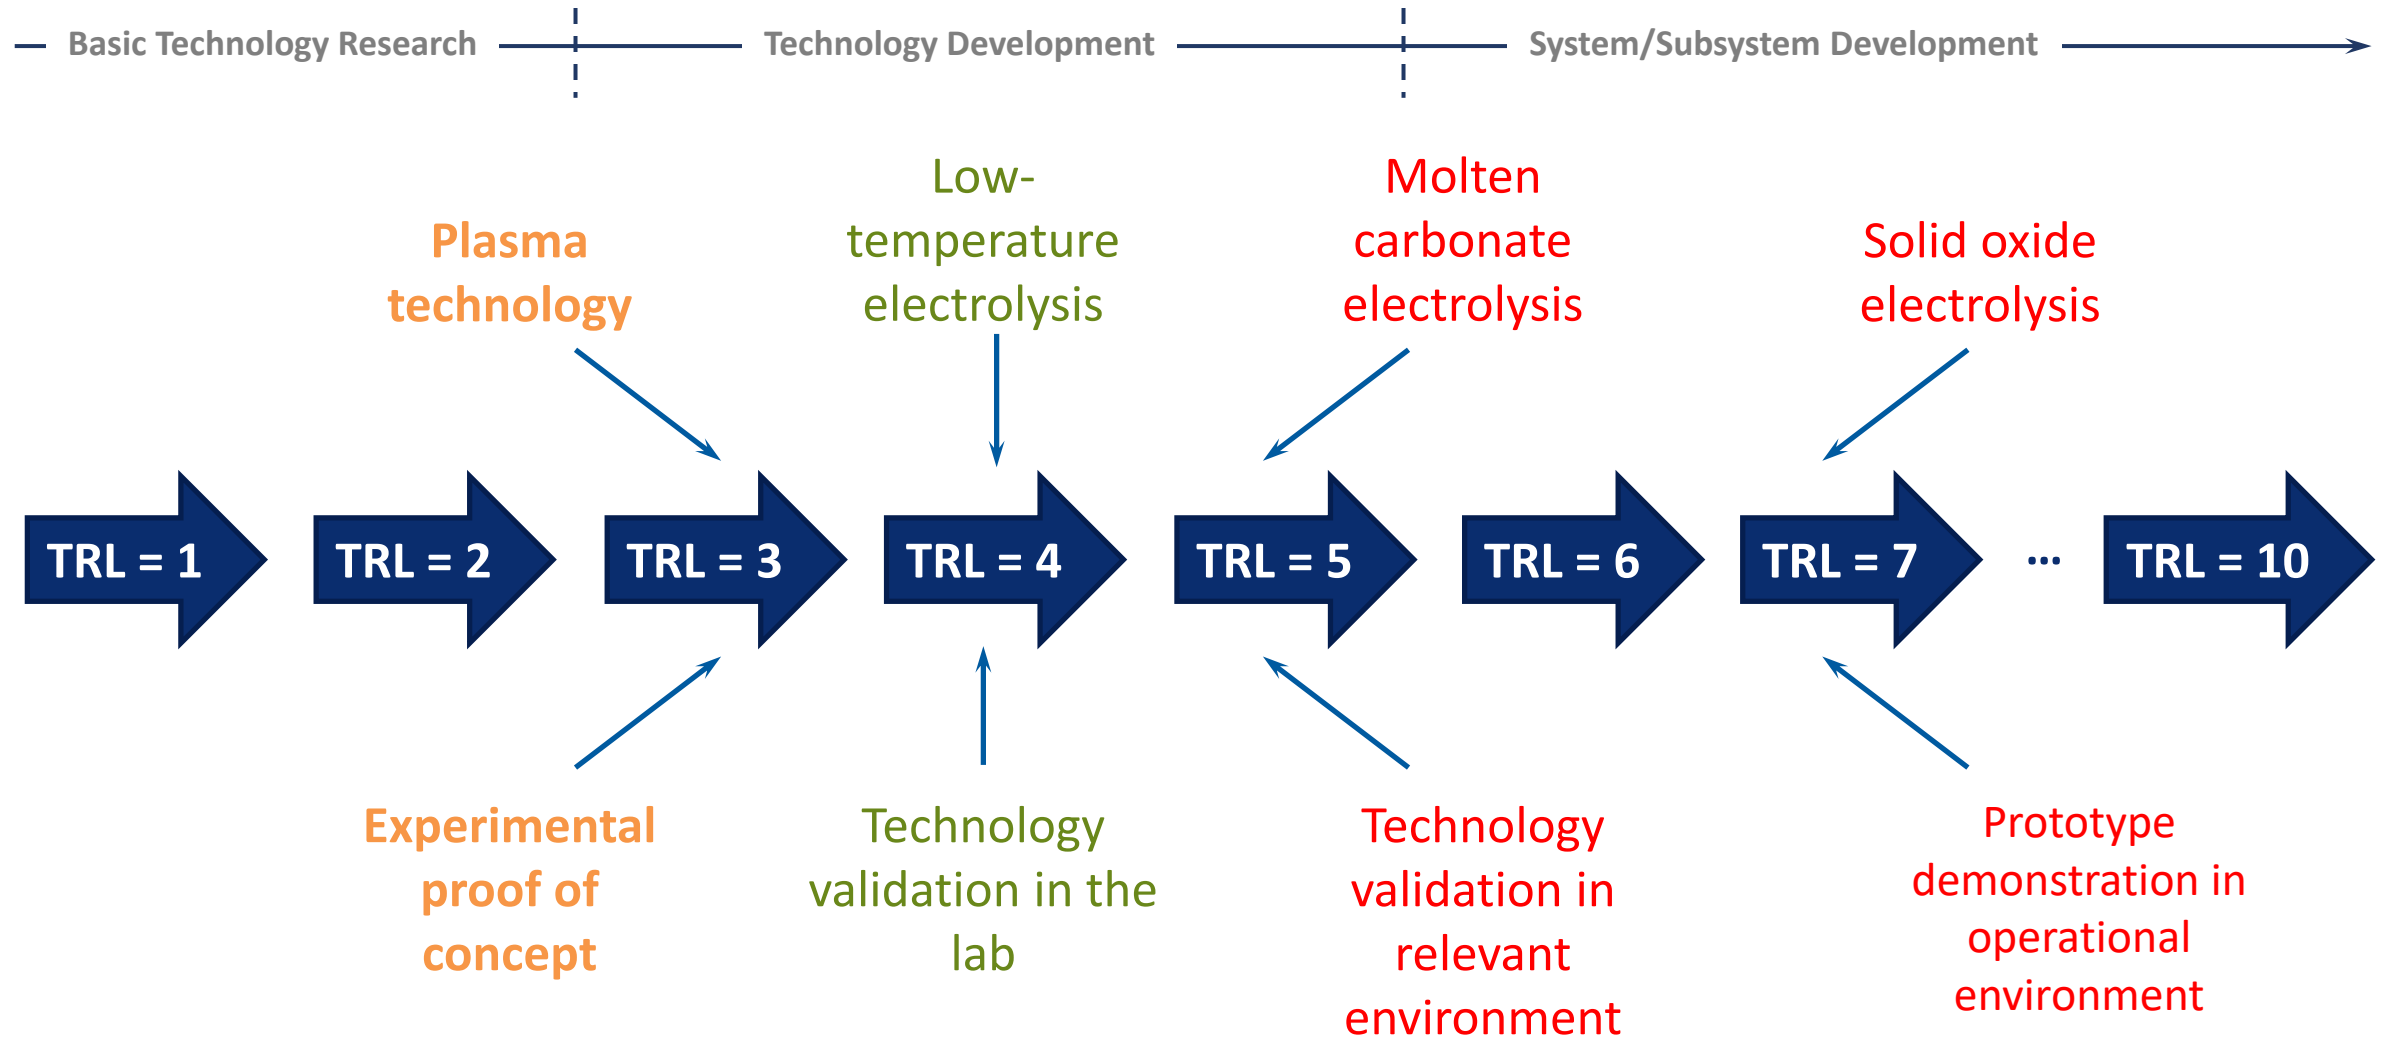 Basic Technology Research
Technology Development
System/Subsystem Development
Plasma
technology
Low-
temperature
electrolysis
Molten
carbonate
electrolysis
Solid oxide
electrolysis
TRL = 1
TRL = 2
TRL = 3
TRL = 4
TRL = 5
TRL = 6
TRL = 7
...
TRL = 10
Experimental
proof of
concept
Technology
validation in the
lab
Technology
validation in
relevant
environment
Prototype
demonstration in
operational
environment